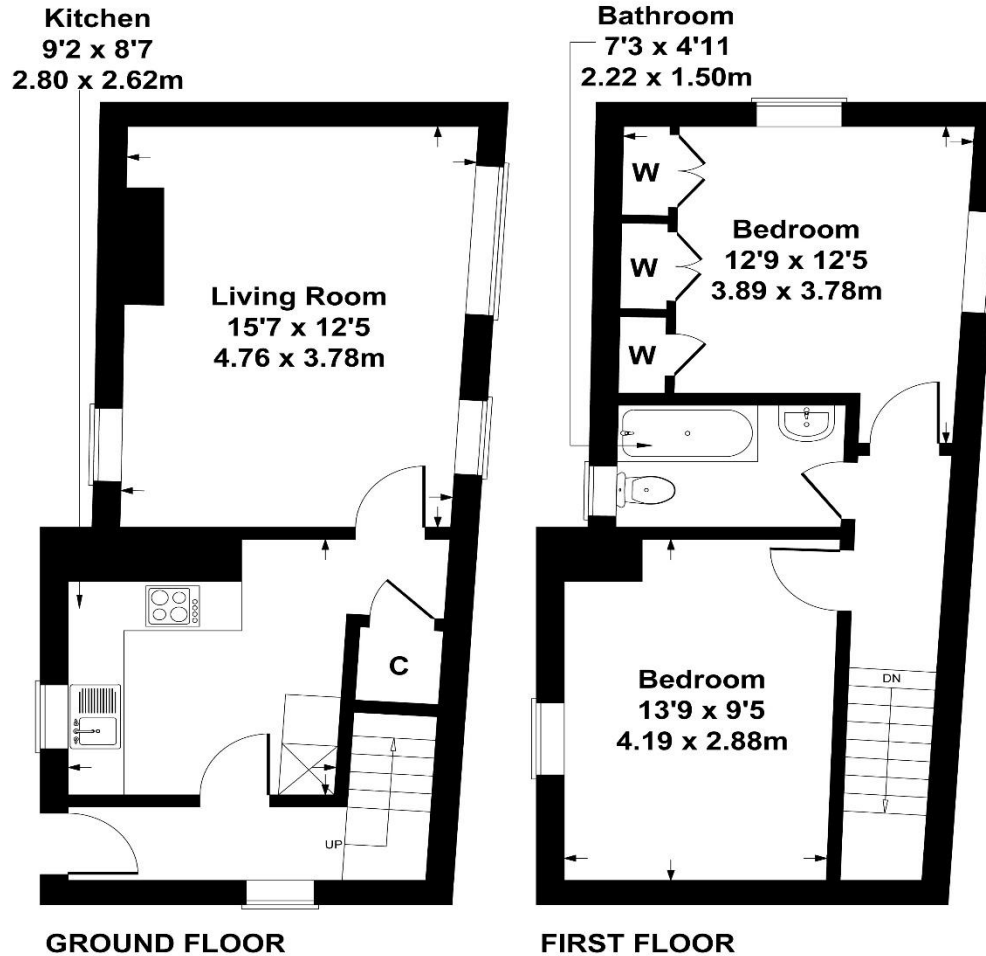 Kitchen
9'2 x 8'7
2.80 x 2.62m
Living Room
15'7 x 12'5
4.76 x 3.78m
C
UP
GROUND FLOOR
Bathroom
7'3 x 4'11
2.22 x 1.50m
W
W
W
Bedroom
12'9 x 12'5
3.89 x 3.78m
Bedroom
13'9 x 9'5
4.19 x 2.88m
DN
FIRST FLOOR